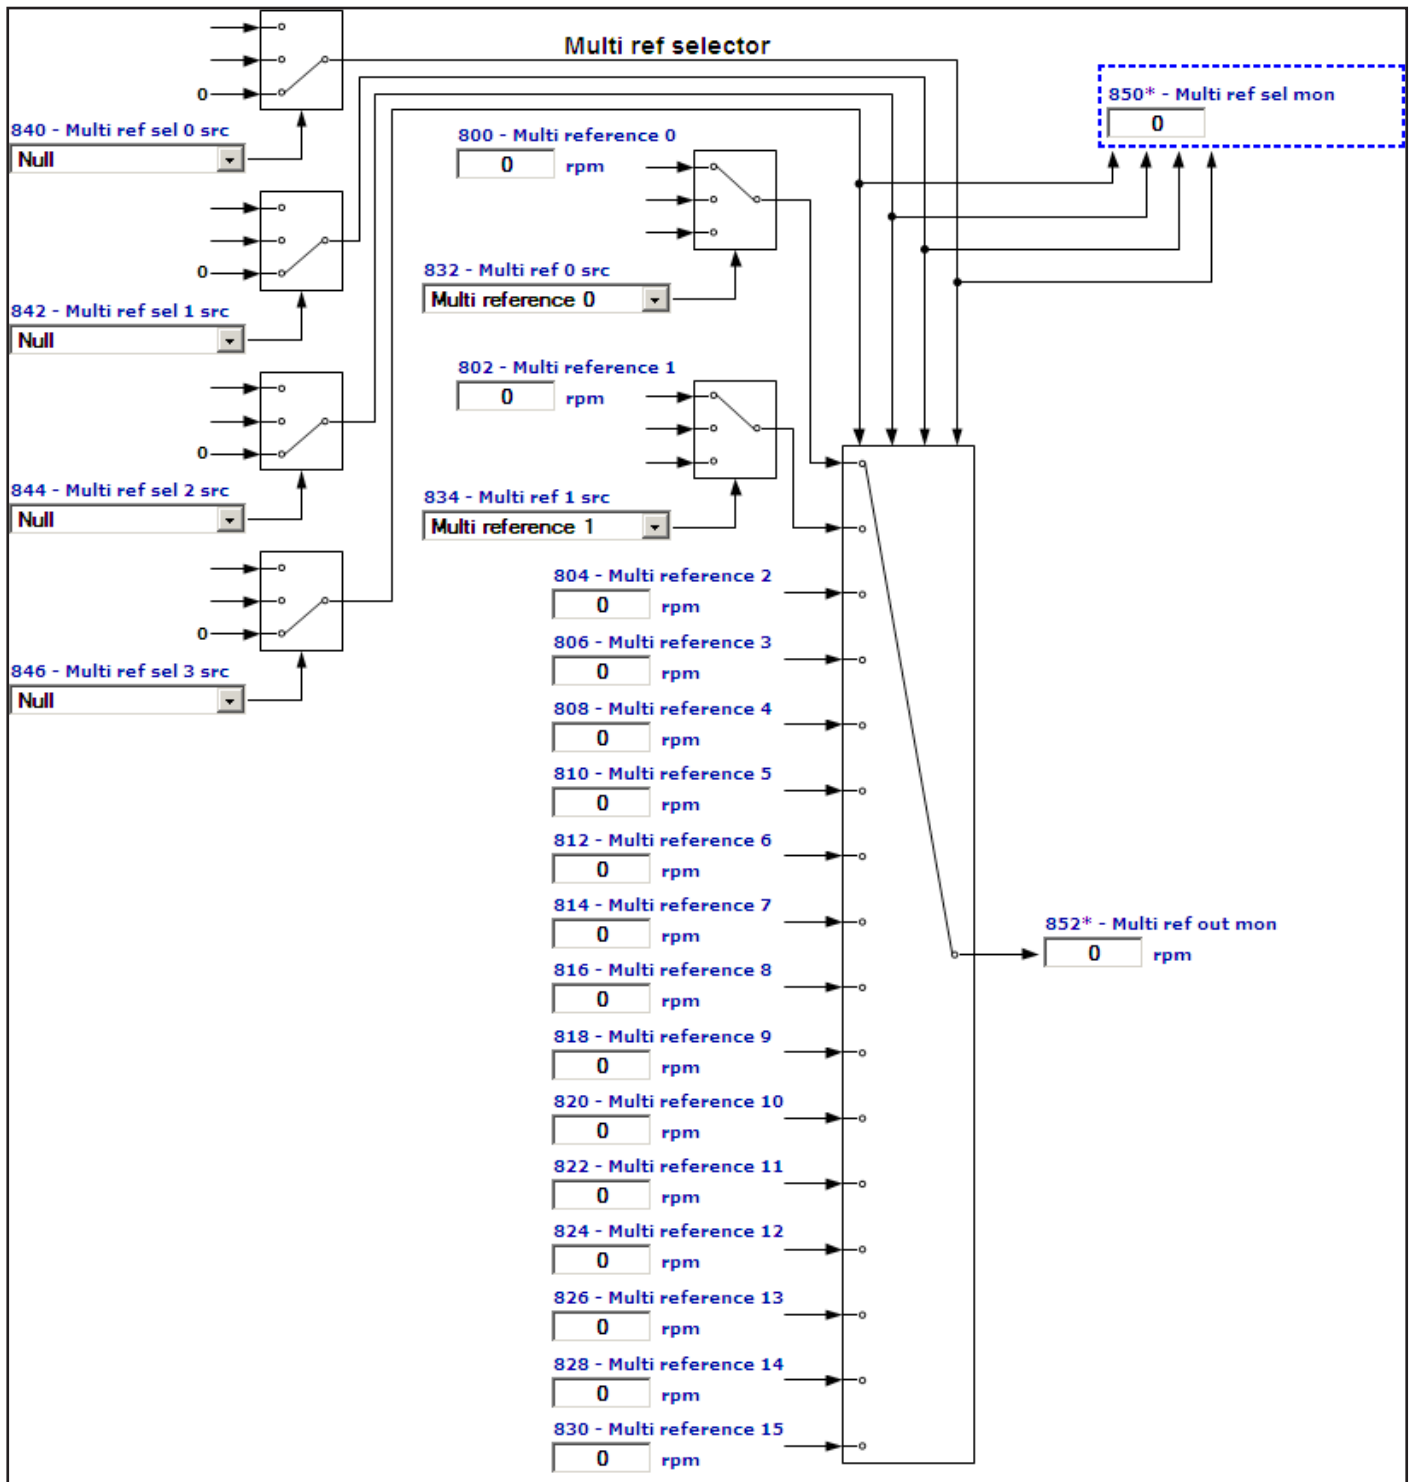 Multi ref selector
0
840 - Multi ref sel 0 src
Null
0
842 - Multi ref sel 1 src
Null
0
844 - Multi ref sel 2 src
Null
0
846 - Multi ref sel 3 src
Null
800 - Multi reference 0
0 rpm
832 - Multi ref 0 src
Multi reference 0
802 - Multi reference 1
0 rpm
834 - Multi ref 1 src
Multi reference 1
804 - Multi reference 2
0 rpm
806 - Multi reference 3
0 rpm
808 - Multi reference 4
0 rpm
810 - Multi reference 5
0 rpm
812 - Multi reference 6
0 rpm
814 - Multi reference 7
0 rpm
816 - Multi reference 8
0 rpm
818 - Multi reference 9
0 rpm
820 - Multi reference 10
0 rpm
822 - Multi reference 11
0 rpm
824 - Multi reference 12
0 rpm
826 - Multi reference 13
0 rpm
828 - Multi reference 14
0 rpm
830 - Multi reference 15
0 rpm
850* - Multi ref sel mon
0
852* - Multi ref out mon
0 rpm